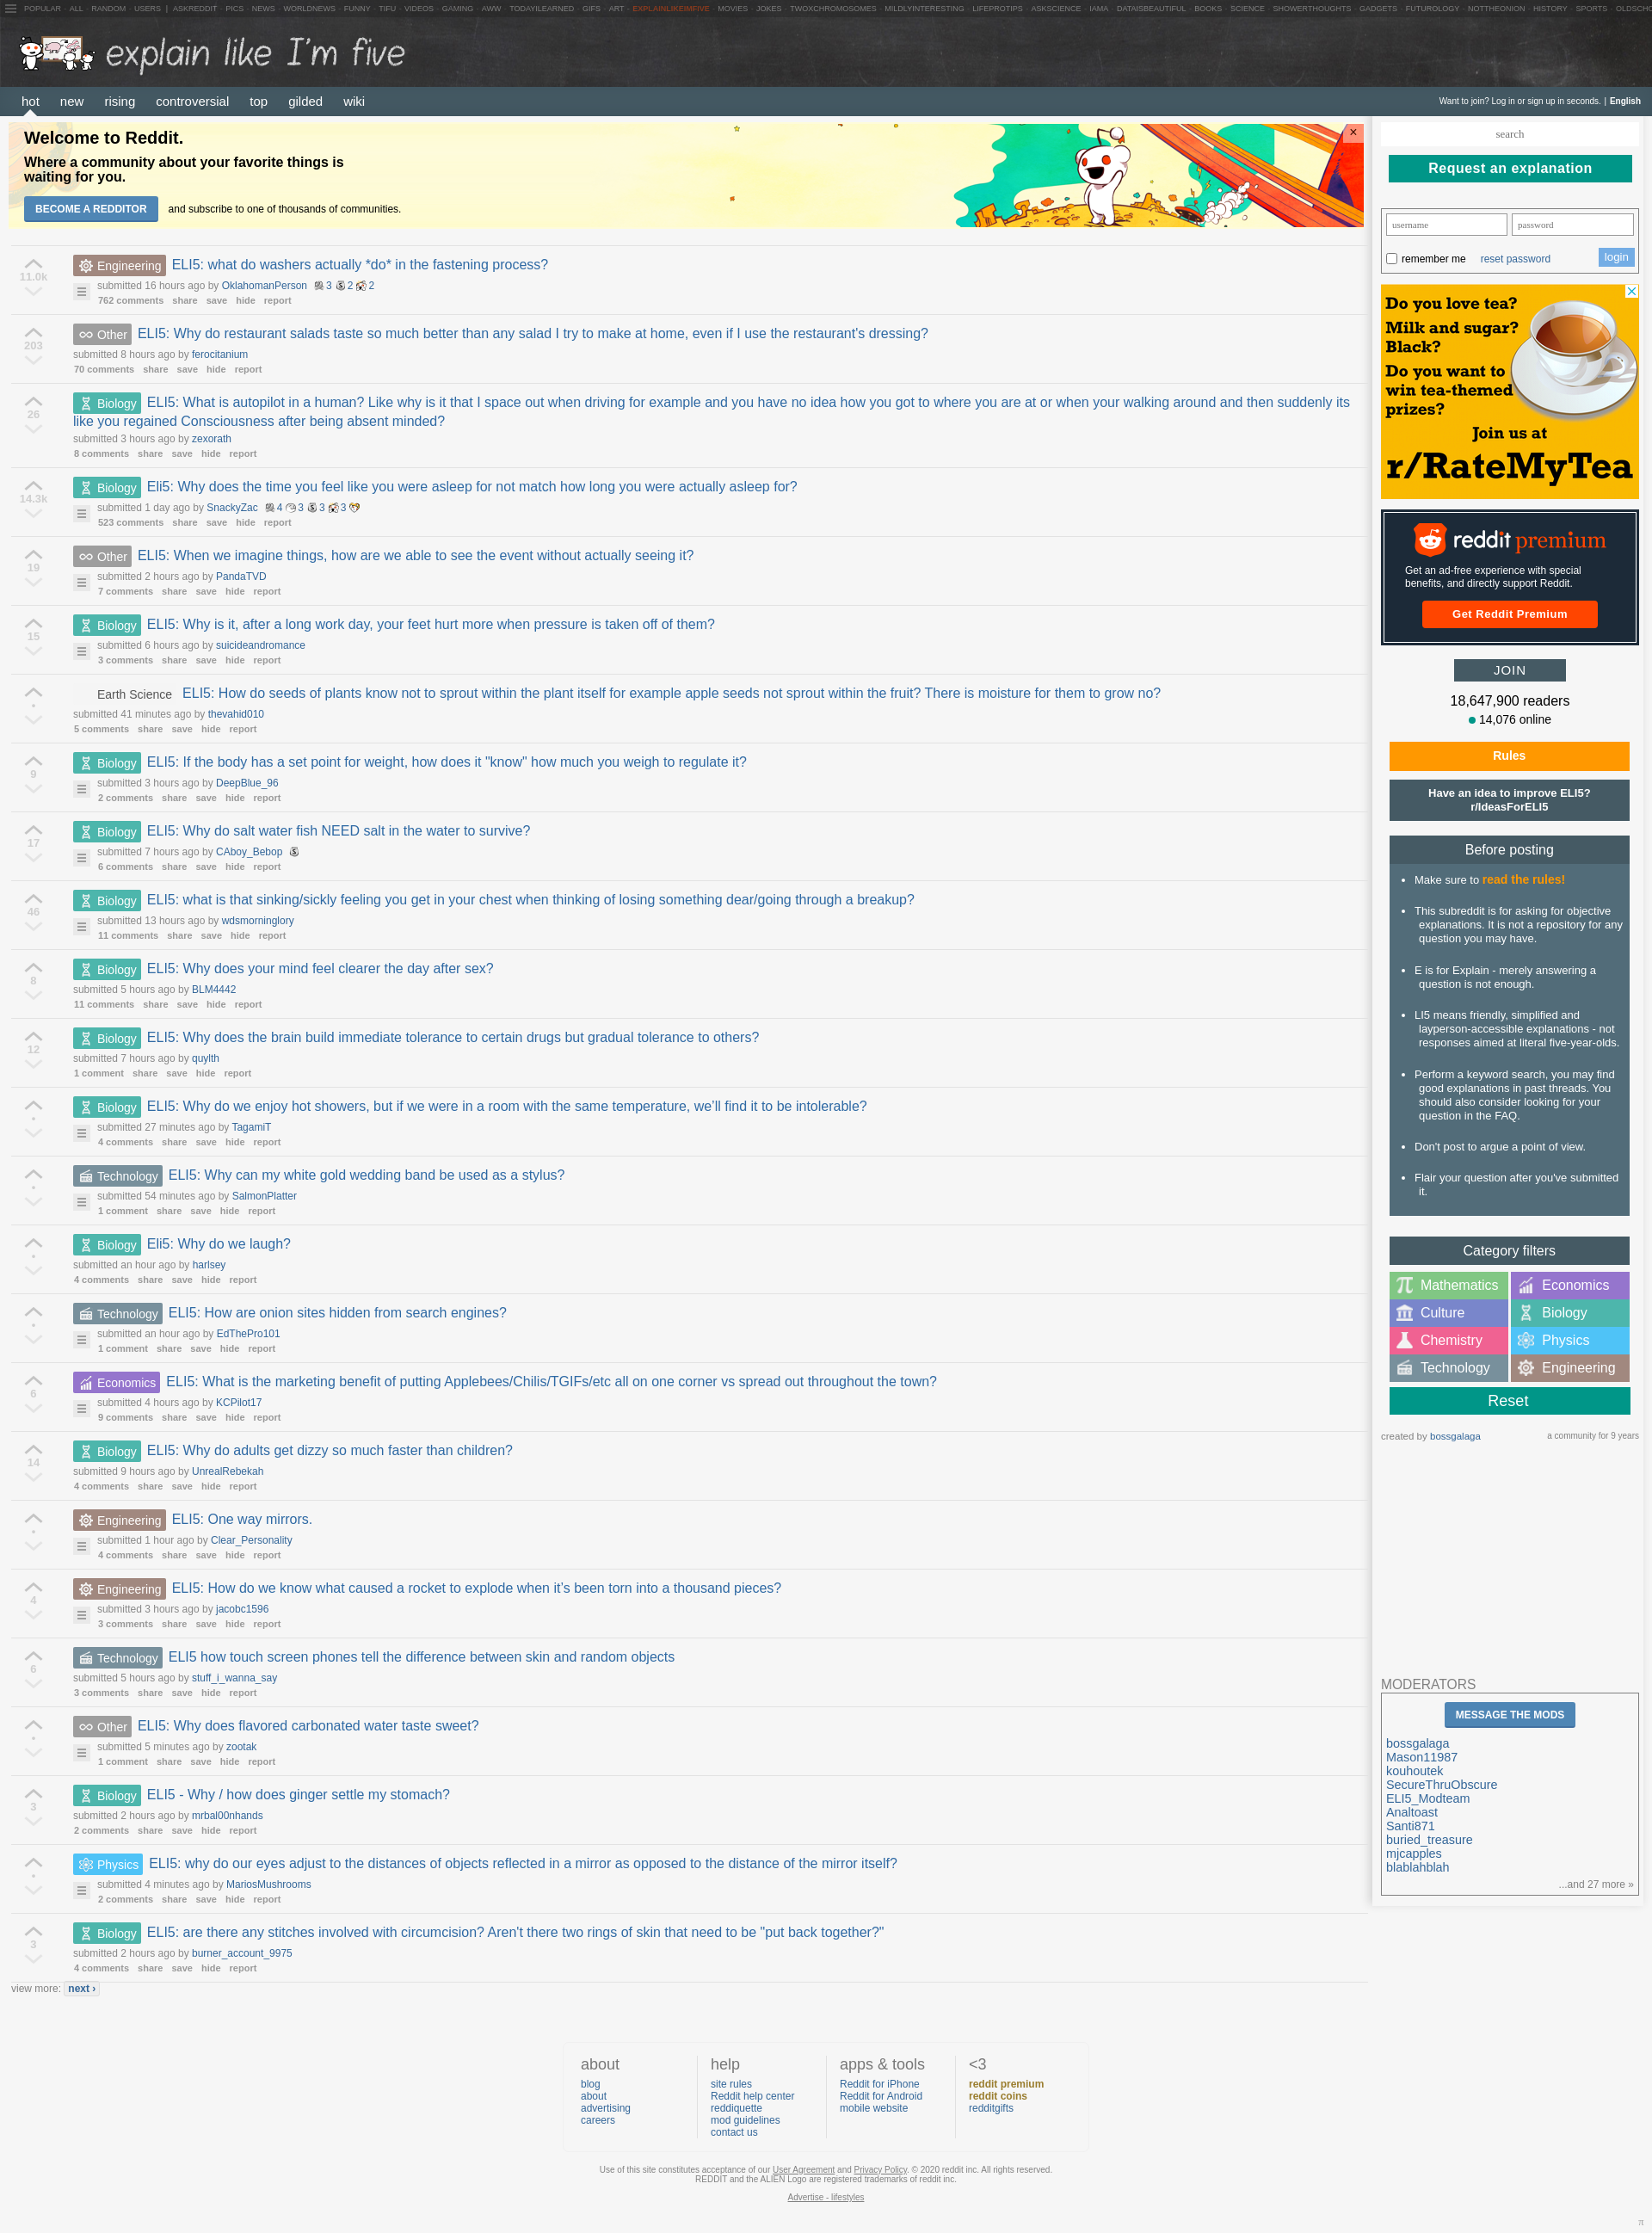 POPULAR - ALL - RANDOM - USERS | ASKREDDIT - PICS - NEWS - WORLDNEWS - FUNNY - TIFU - VIDEOS - GAMING - AWW - TODAYILEARNED - GIFS - ART - EXPLAINLIKEIMFIVE - MOVIES - JOKES - TWOXCHROMOSOMES - MILDLYINTERESTING - LIFEPROTIPS - ASKSCIENCE - IAMA - DATAISBEAUTIFUL - BOOKS - SCIENCE - SHOWERTHOUGHTS - GADGETS - FUTUROLOGY - NOTTHEONION - HISTORY - SPORTS - OLDSCHO
explain like I'm five
hot new rising controversial top gilded wiki
Want to join? Log in or sign up in seconds. | English
Welcome to Reddit.
Where a community about your favorite things is
waiting for you.
BECOME A REDDITOR and subscribe to one of thousands of communities.
×
11.0k
Engineering ELI5: what do washers actually *do* in the fastening process?
submitted 16 hours ago by OklahomanPerson 3 2 2
762 comments share save hide report
203
Other ELI5: Why do restaurant salads taste so much better than any salad I try to make at home, even if I use the restaurant's dressing?
submitted 8 hours ago by ferocitanium
70 comments share save hide report
26
Biology ELI5: What is autopilot in a human? Like why is it that I space out when driving for example and you have no idea how you got to where you are at or when your walking around and then suddenly its
like you regained Consciousness after being absent minded?
submitted 3 hours ago by zexorath
8 comments share save hide report
14.3k
Biology Eli5: Why does the time you feel like you were asleep for not match how long you were actually asleep for?
submitted 1 day ago by SnackyZac 4 3 3 3
523 comments share save hide report
19
Other ELI5: When we imagine things, how are we able to see the event without actually seeing it?
submitted 2 hours ago by PandaTVD
7 comments share save hide report
15
Biology ELI5: Why is it, after a long work day, your feet hurt more when pressure is taken off of them?
submitted 6 hours ago by suicideandromance
3 comments share save hide report
•
Earth Science ELI5: How do seeds of plants know not to sprout within the plant itself for example apple seeds not sprout within the fruit? There is moisture for them to grow no?
submitted 41 minutes ago by thevahid010
5 comments share save hide report
9
Biology ELI5: If the body has a set point for weight, how does it "know" how much you weigh to regulate it?
submitted 3 hours ago by DeepBlue_96
2 comments share save hide report
17
Biology ELI5: Why do salt water fish NEED salt in the water to survive?
submitted 7 hours ago by CAboy_Bebop
6 comments share save hide report
46
Biology ELI5: what is that sinking/sickly feeling you get in your chest when thinking of losing something dear/going through a breakup?
submitted 13 hours ago by wdsmorninglory
11 comments share save hide report
8
Biology ELI5: Why does your mind feel clearer the day after sex?
submitted 5 hours ago by BLM4442
11 comments share save hide report
12
Biology ELI5: Why does the brain build immediate tolerance to certain drugs but gradual tolerance to others?
submitted 7 hours ago by quylth
1 comment share save hide report
•
Biology ELI5: Why do we enjoy hot showers, but if we were in a room with the same temperature, we'll find it to be intolerable?
submitted 27 minutes ago by TagamiT
4 comments share save hide report
•
Technology ELI5: Why can my white gold wedding band be used as a stylus?
submitted 54 minutes ago by SalmonPlatter
1 comment share save hide report
•
Biology Eli5: Why do we laugh?
submitted an hour ago by harlsey
4 comments share save hide report
•
Technology ELI5: How are onion sites hidden from search engines?
submitted an hour ago by EdThePro101
1 comment share save hide report
6
Economics ELI5: What is the marketing benefit of putting Applebees/Chilis/TGIFs/etc all on one corner vs spread out throughout the town?
submitted 4 hours ago by KCPilot17
9 comments share save hide report
14
Biology ELI5: Why do adults get dizzy so much faster than children?
submitted 9 hours ago by UnrealRebekah
4 comments share save hide report
•
Engineering ELI5: One way mirrors.
submitted 1 hour ago by Clear_Personality
4 comments share save hide report
4
Engineering ELI5: How do we know what caused a rocket to explode when it's been torn into a thousand pieces?
submitted 3 hours ago by jacobc1596
3 comments share save hide report
6
Technology ELI5 how touch screen phones tell the difference between skin and random objects
submitted 5 hours ago by stuff_i_wanna_say
3 comments share save hide report
•
Other ELI5: Why does flavored carbonated water taste sweet?
submitted 5 minutes ago by zootak
1 comment share save hide report
3
Biology ELI5 - Why / how does ginger settle my stomach?
submitted 2 hours ago by mrbal00nhands
2 comments share save hide report
•
Physics ELI5: why do our eyes adjust to the distances of objects reflected in a mirror as opposed to the distance of the mirror itself?
submitted 4 minutes ago by MariosMushrooms
2 comments share save hide report
3
Biology ELI5: are there any stitches involved with circumcision? Aren't there two rings of skin that need to be "put back together?"
submitted 2 hours ago by burner_account_9975
4 comments share save hide report
view more: next ›
search
Request an explanation
username password
remember me reset password login
Do you love tea?
Milk and sugar?
Black?
Do you want to
win tea-themed
prizes?
Join us at
r/RateMyTea
reddit premium
Get an ad-free experience with special
benefits, and directly support Reddit.
Get Reddit Premium
JOIN
18,647,900 readers
14,076 online
Rules
Have an idea to improve ELI5?
r/IdeasForELI5
Before posting
• Make sure to read the rules!
• This subreddit is for asking for objective
explanations. It is not a repository for any
question you may have.
• E is for Explain - merely answering a
question is not enough.
• LI5 means friendly, simplified and
layperson-accessible explanations - not
responses aimed at literal five-year-olds.
• Perform a keyword search, you may find
good explanations in past threads. You
should also consider looking for your
question in the FAQ.
• Don't post to argue a point of view.
• Flair your question after you've submitted
it.
Category filters
Mathematics Economics
Culture Biology
Chemistry Physics
Technology Engineering
Reset
created by bossgalaga a community for 9 years
MODERATORS
MESSAGE THE MODS
bossgalaga
Mason11987
kouhoutek
SecureThruObscure
ELI5_Modteam
Analtoast
Santi871
buried_treasure
mjcapples
blablahblah
...and 27 more »
about
blog
about
advertising
careers
help
site rules
Reddit help center
reddiquette
mod guidelines
contact us
apps & tools
Reddit for iPhone
Reddit for Android
mobile website
<3
reddit premium
reddit coins
redditgifts
Use of this site constitutes acceptance of our User Agreement and Privacy Policy. © 2020 reddit inc. All rights reserved.
REDDIT and the ALIEN Logo are registered trademarks of reddit inc.
Advertise - lifestyles
π